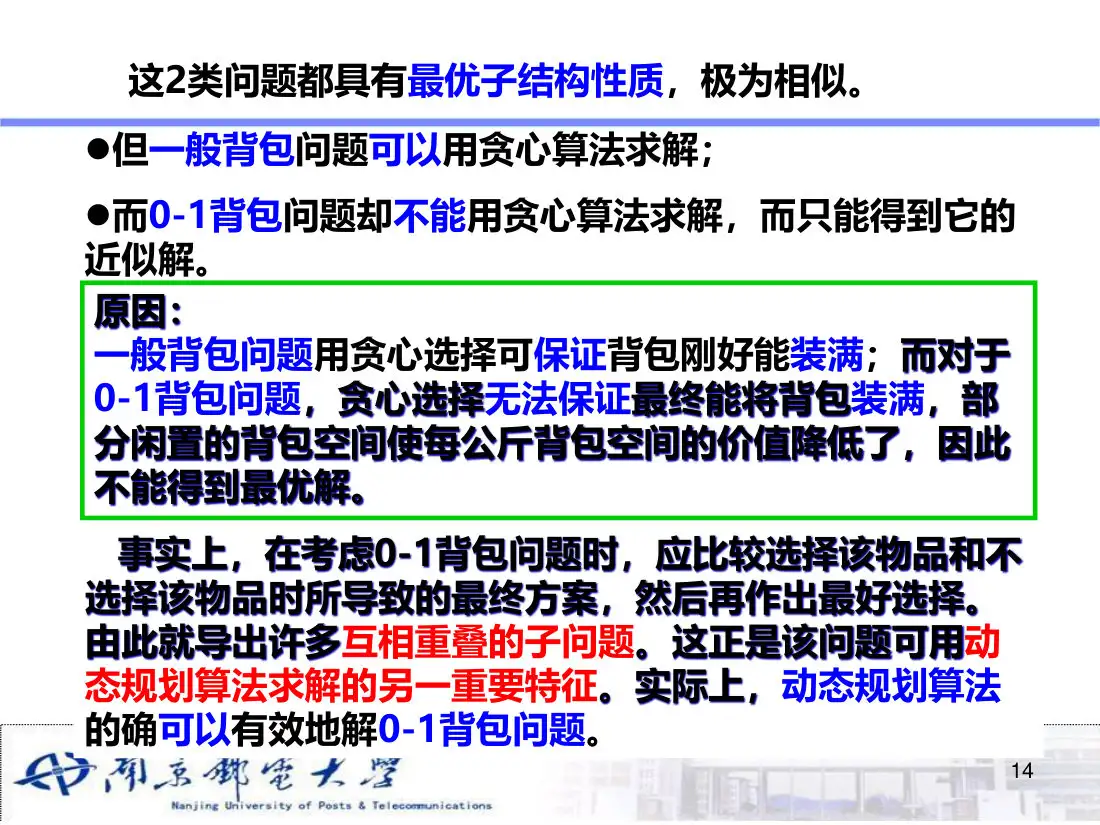 这2类问题都具有最优子结构性质，极为相似。
●但一般背包问题可以用贪心算法求解；
●而0-1背包问题却不能用贪心算法求解，而只能得到它的
近似解。
原因：
一般背包问题用贪心选择可保证背包刚好能装满；而对于
0-1背包问题，贪心选择无法保证最终能将背包装满，部
分闲置的背包空间使每公斤背包空间的价值降低了，因此
不能得到最优解。
事实上，在考虑0-1背包问题时，应比较选择该物品和不
选择该物品时所导致的最终方案，然后再作出最好选择。
由此就导出许多互相重叠的子问题。这正是该问题可用动
态规划算法求解的另一重要特征。实际上，动态规划算法
的确可以有效地解0-1背包问题。
南京邮电大学
Nanjing University of Posts & Telecommunications
14